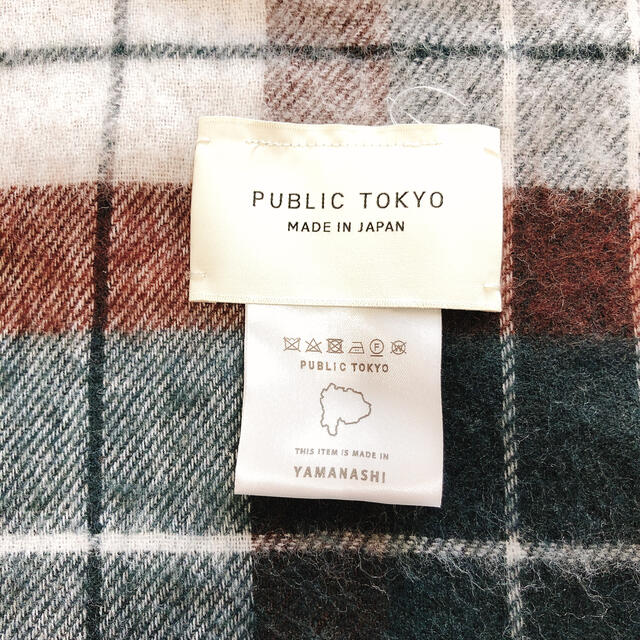 PUBLIC TOKYO
MADE IN JAPAN
PUBLIC TOKYO
THIS ITEM IS MADE IN
YAMANASHI